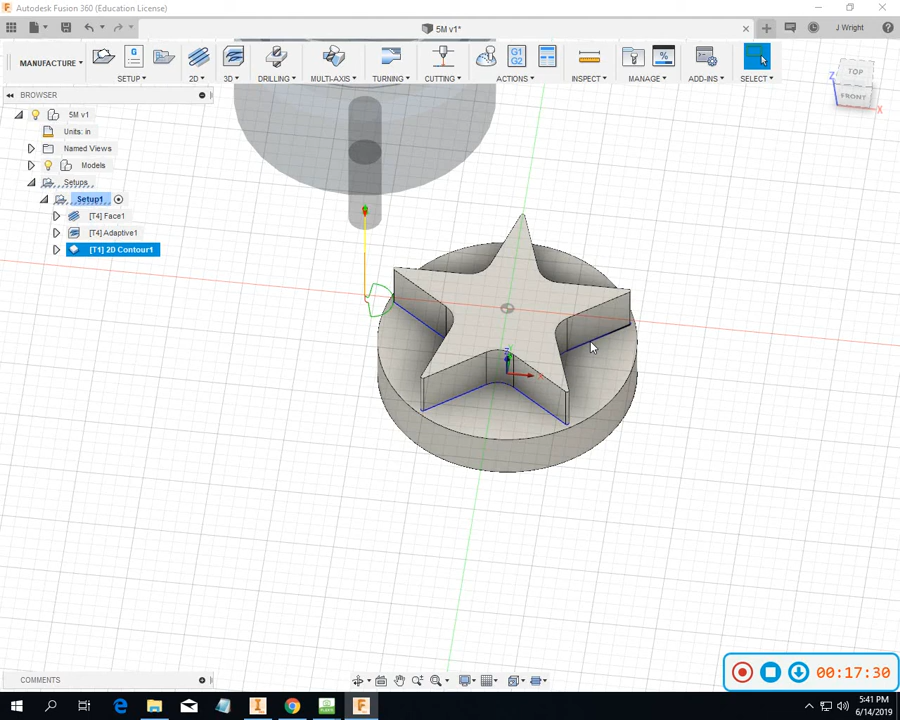 Autodesk Fusion 360 (Education License)
5M v1*
J Wright
MANUFACTURE
G
G1
G2
%
SETUP
2D
3D
DRILLING
MULTI-AXIS
TURNING
CUTTING
ACTIONS
INSPECT
MANAGE
ADD-INS
SELECT
BROWSER
5M v1
Units: in
Named Views
Models
Setups
Setup1
[T4] Face1
[T4] Adaptive1
[T1] 2D Contour1
TOP
FRONT
Z
X
Z
X
COMMENTS
00:17:30
5:41 PM
6/14/2019